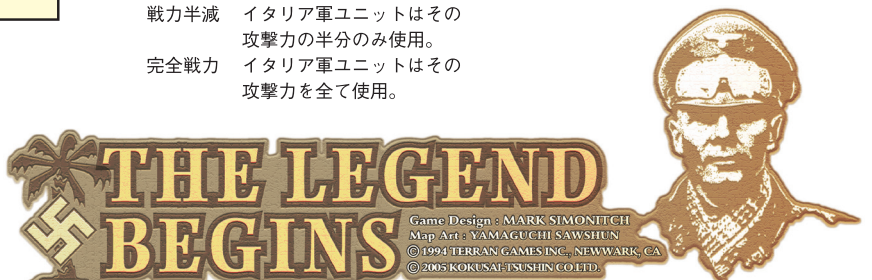 戦力半減 イタリア軍ユニットはその
攻撃力の半分のみ使用。
完全戦力 イタリア軍ユニットはその
攻撃力を全て使用。
THE LEGEND
BEGINS
Game Design : MARK SIMONITCH
Map Art : YAMAGUCHI SAWSHUN
© 1994 TERRAN GAMES INC., NEWWARK, CA
© 2005 KOKUSAI-TSUSHIN CO.LTD.